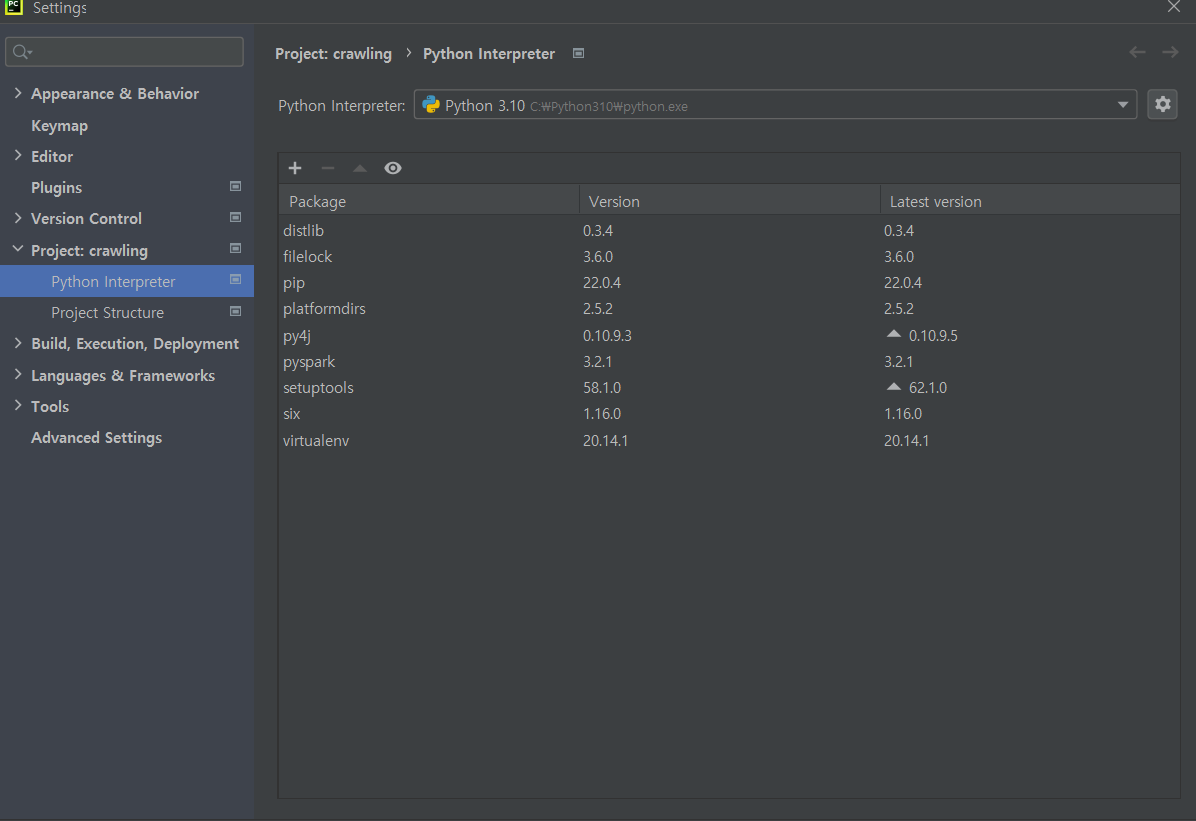 PC Settings
Project: crawling › Python Interpreter
Appearance & Behavior
Keymap
Editor
Plugins
Version Control
Project: crawling
Python Interpreter
Project Structure
Build, Execution, Deployment
Languages & Frameworks
Tools
Advanced Settings
Python Interpreter: Python 3.10 C:₩Python310₩python.exe
Package Version Latest version
distlib 0.3.4 0.3.4
filelock 3.6.0 3.6.0
pip 22.0.4 22.0.4
platformdirs 2.5.2 2.5.2
py4j 0.10.9.3 0.10.9.5
pyspark 3.2.1 3.2.1
setuptools 58.1.0 62.1.0
six 1.16.0 1.16.0
virtualenv 20.14.1 20.14.1